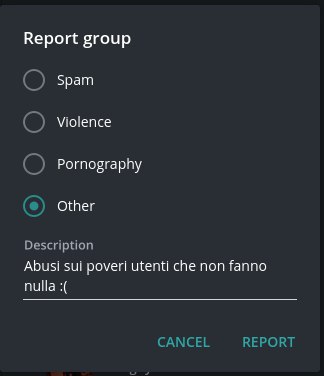 Report group
Spam
Violence
Pornography
Other
Description
Abusi sui poveri utenti che non fanno
nulla :(
CANCEL REPORT